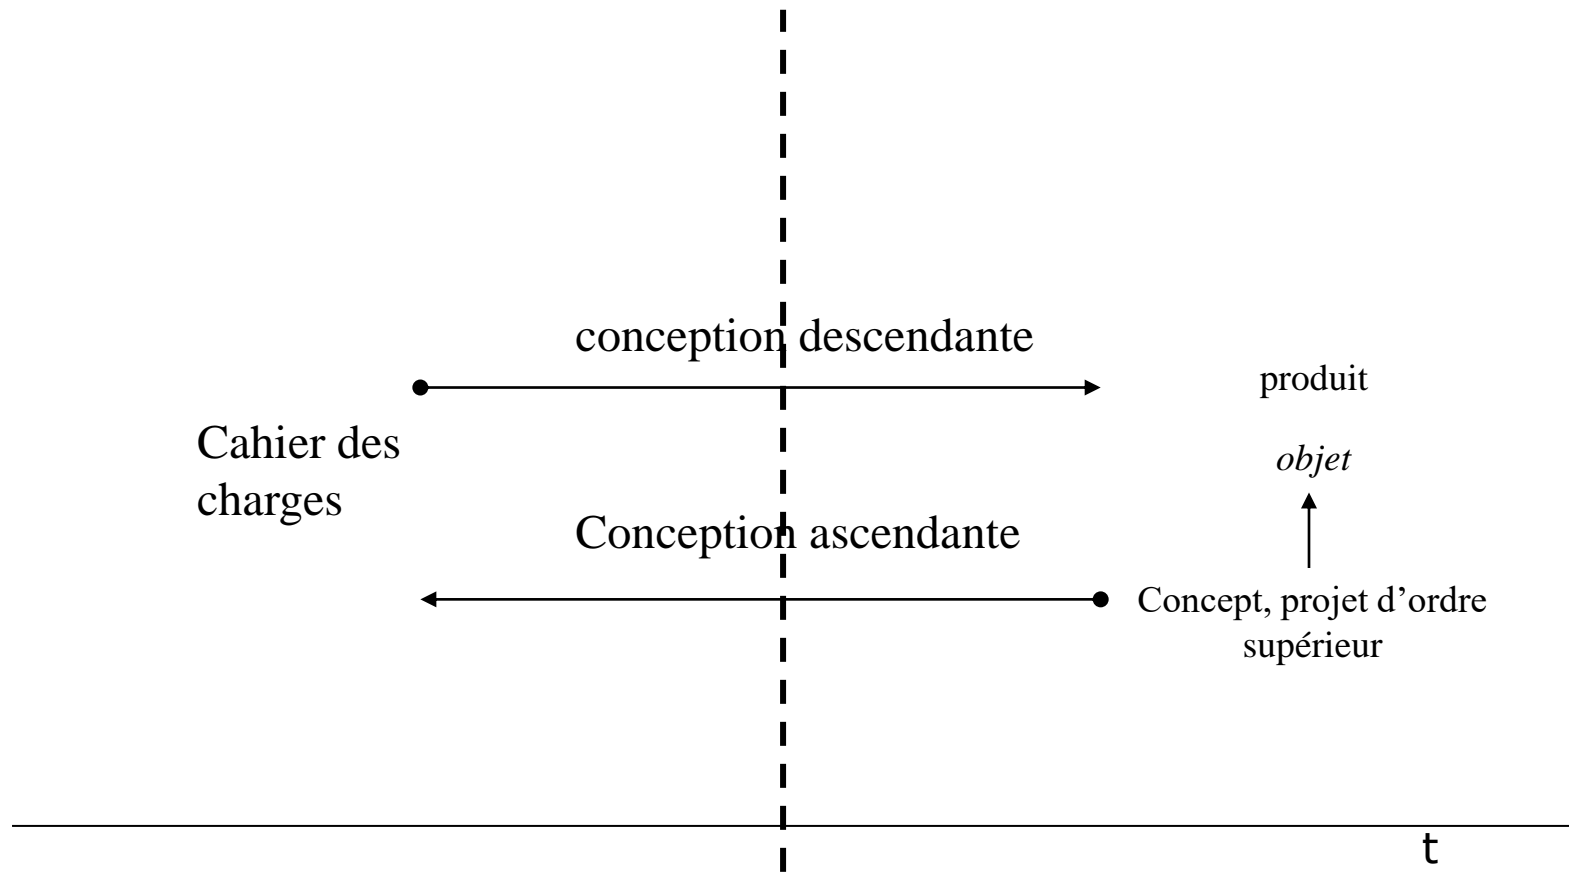 conception descendante
produit
Cahier des
charges
objet
Conception ascendante
Concept, projet d’ordre
supérieur
t